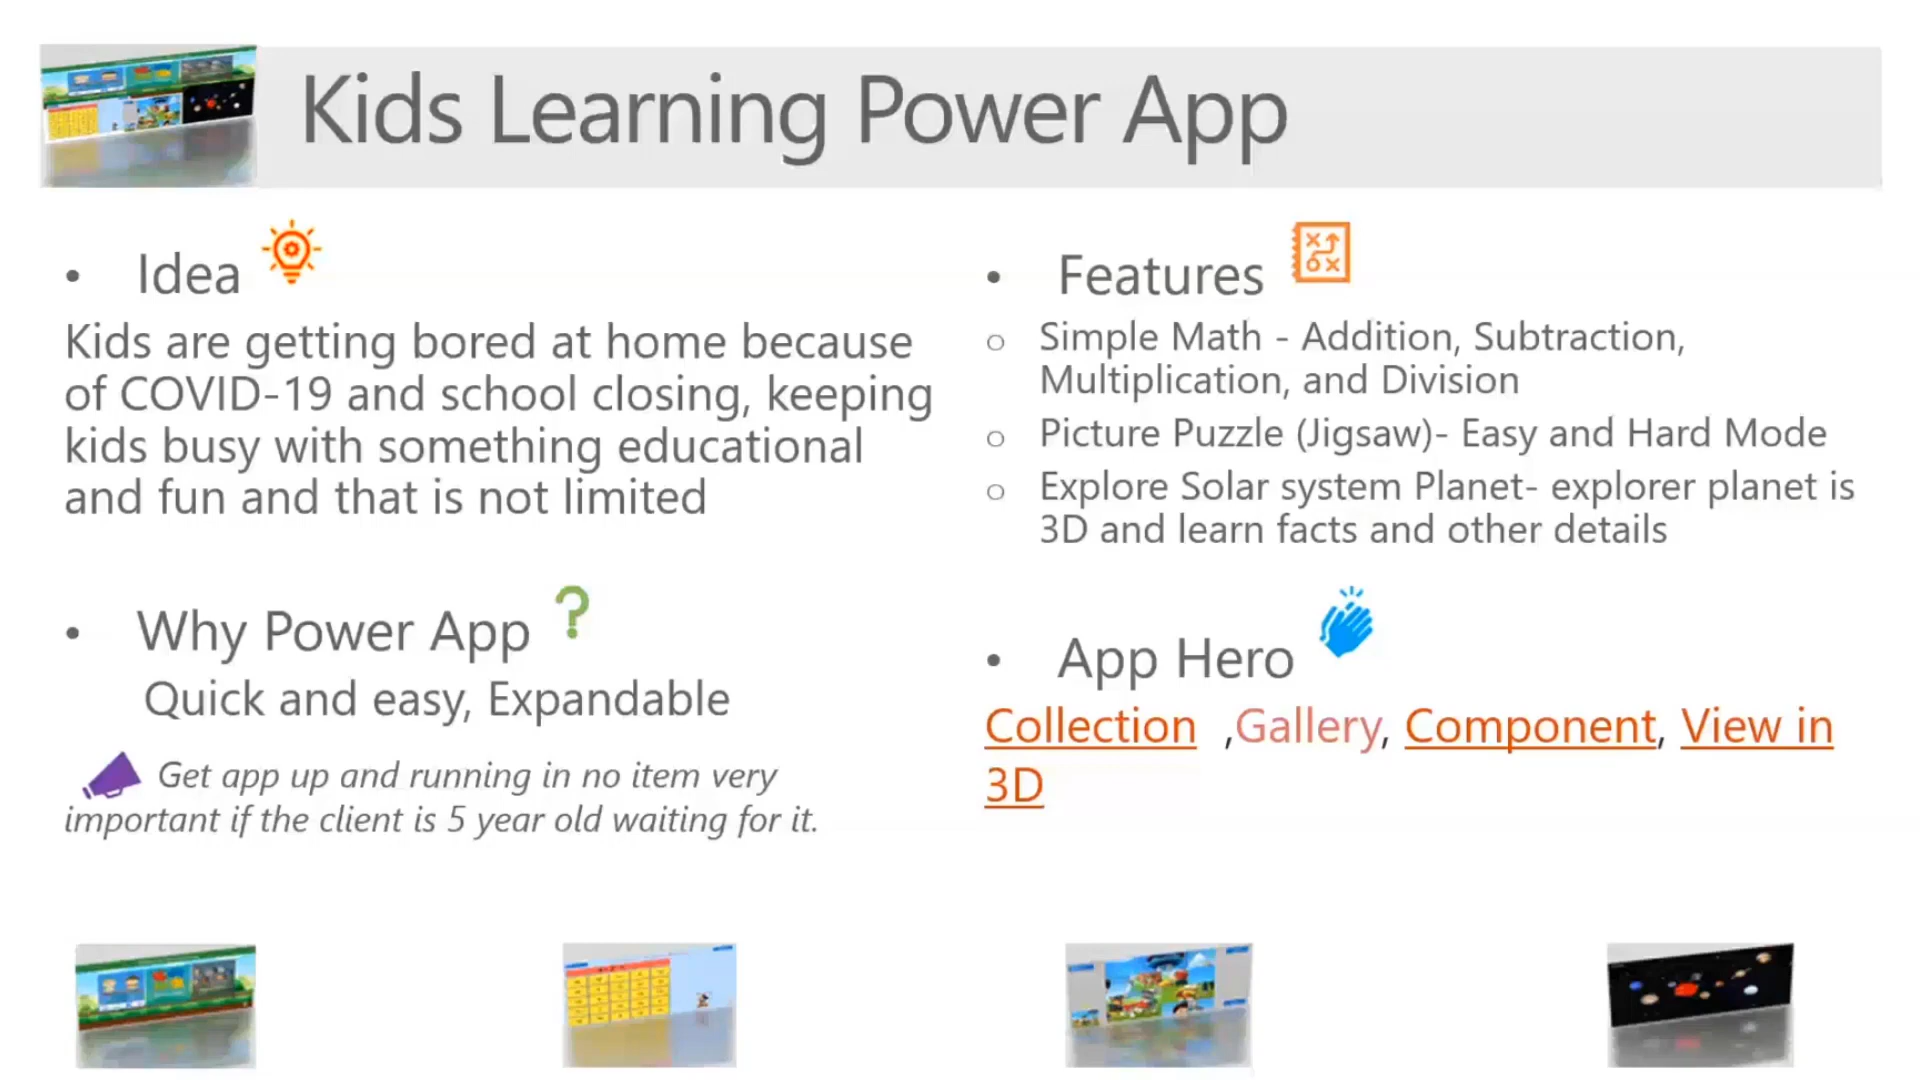 Kids Learning Power App
• Idea
Kids are getting bored at home because
of COVID-19 and school closing, keeping
kids busy with something educational
and fun and that is not limited
• Why Power App
Quick and easy, Expandable
Get app up and running in no item very
important if the client is 5 year old waiting for it.
• Features
o Simple Math - Addition, Subtraction,
Multiplication, and Division
o Picture Puzzle (Jigsaw)- Easy and Hard Mode
o Explore Solar system Planet- explorer planet is
3D and learn facts and other details
• App Hero
Collection ,Gallery, Component, View in
3D